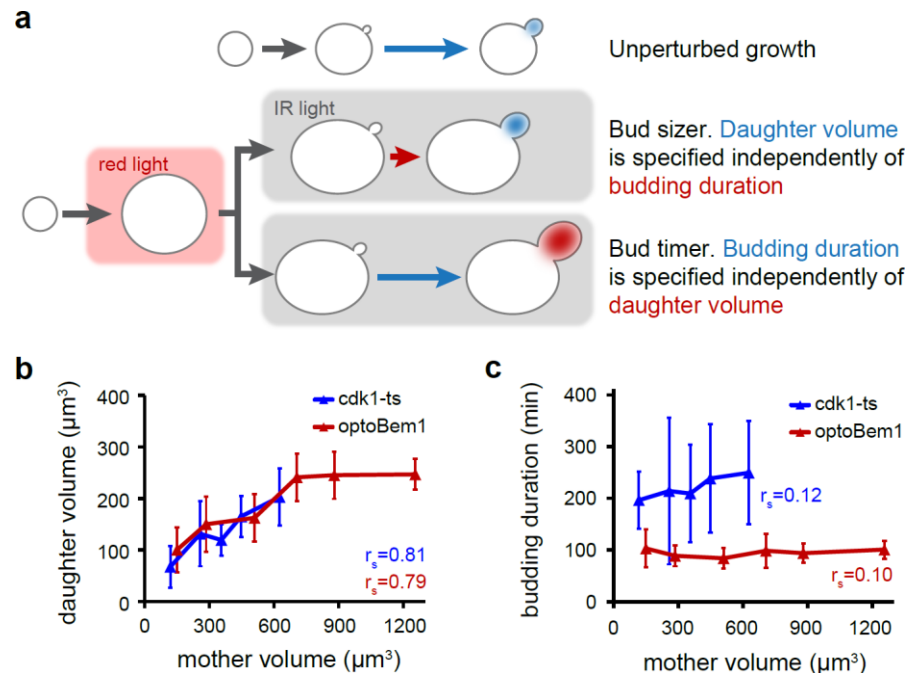 a
Unperturbed growth
IR light
red light
Bud sizer. Daughter volume
is specified independently of
budding duration
Bud timer. Budding duration
is specified independently of
daughter volume
b
daughter volume (µm³)
400
300
200
100
0
cdk1-ts
optoBem1
rₛ=0.81
rₛ=0.79
0 300 600 900 1200
mother volume (µm³)
c
budding duration (min)
400
300
200
100
0
cdk1-ts
optoBem1
rₛ=0.12
rₛ=0.10
0 300 600 900 1200
mother volume (µm³)